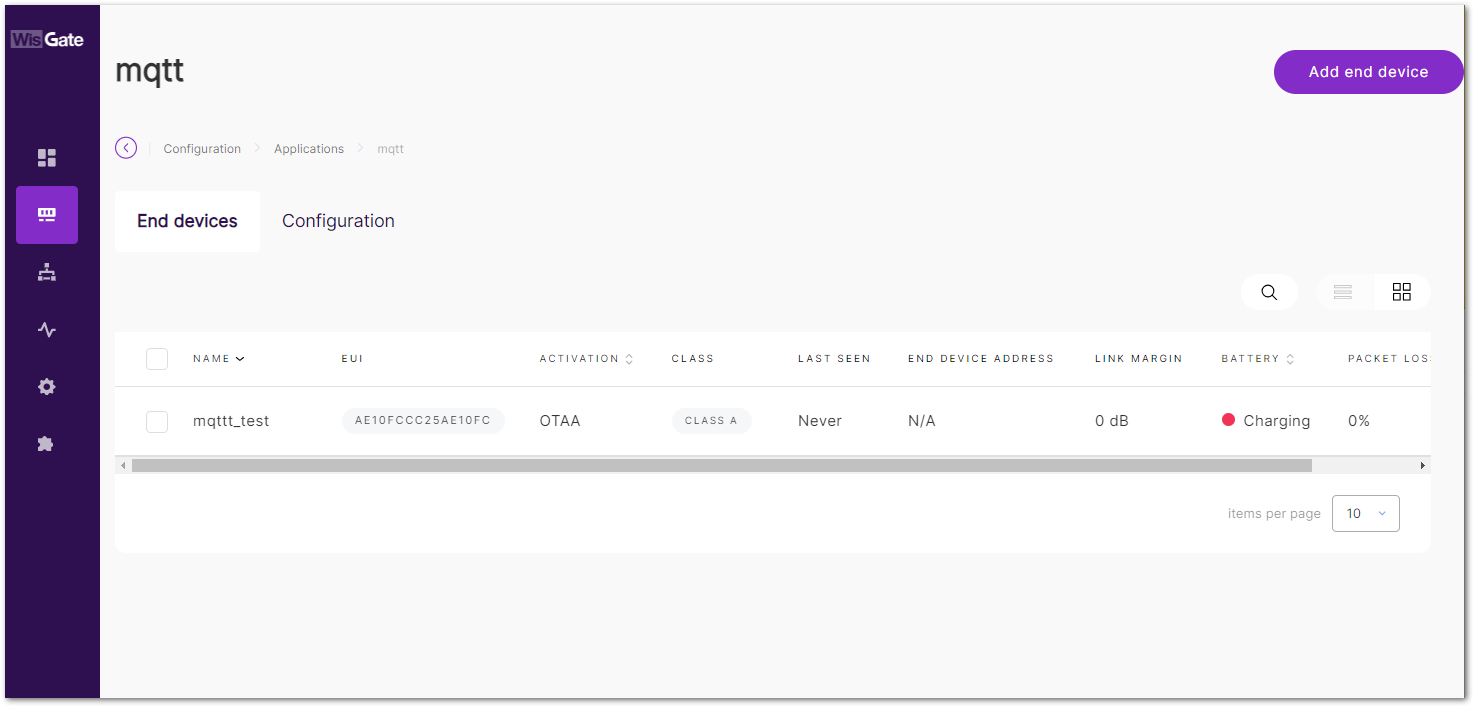 WisGate
mqtt
Add end device
Configuration Applications mqtt
End devices Configuration
NAME EUI ACTIVATION CLASS LAST SEEN END DEVICE ADDRESS LINK MARGIN BATTERY PACKET LOS
mqttt_test AE10FCCC25AE10FC OTAA CLASS A Never N/A 0 dB Charging 0%
items per page 10